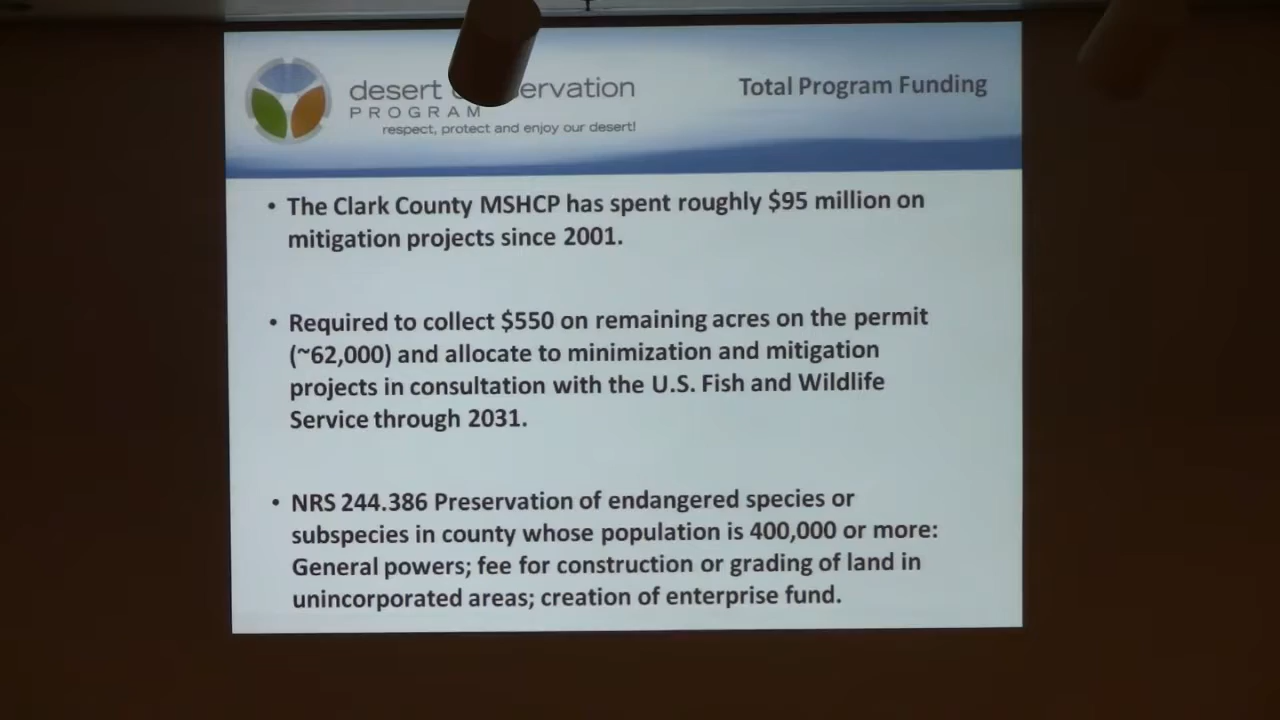 desert ervation
Total Program Funding
PROGRAM
respect, protect and enjoy our desert!
• The Clark County MSHCP has spent roughly $95 million on
mitigation projects since 2001.
• Required to collect $550 on remaining acres on the permit
(~62,000) and allocate to minimization and mitigation
projects in consultation with the U.S. Fish and Wildlife
Service through 2031.
• NRS 244.386 Preservation of endangered species or
subspecies in county whose population is 400,000 or more:
General powers; fee for construction or grading of land in
unincorporated areas; creation of enterprise fund.